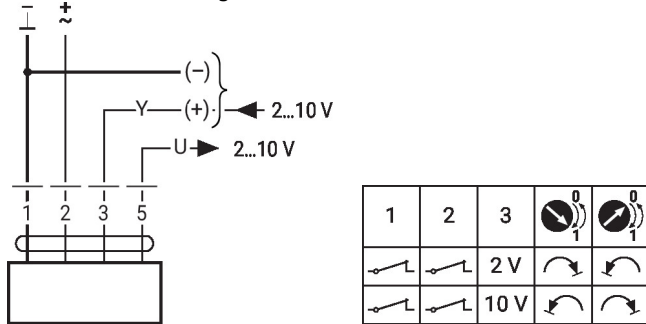 ⊥ – + ~
(–)
Y (+) 2...10 V
U 2...10 V
1 2 3 5
1 2 3 0 1 0 1
2 V
10 V